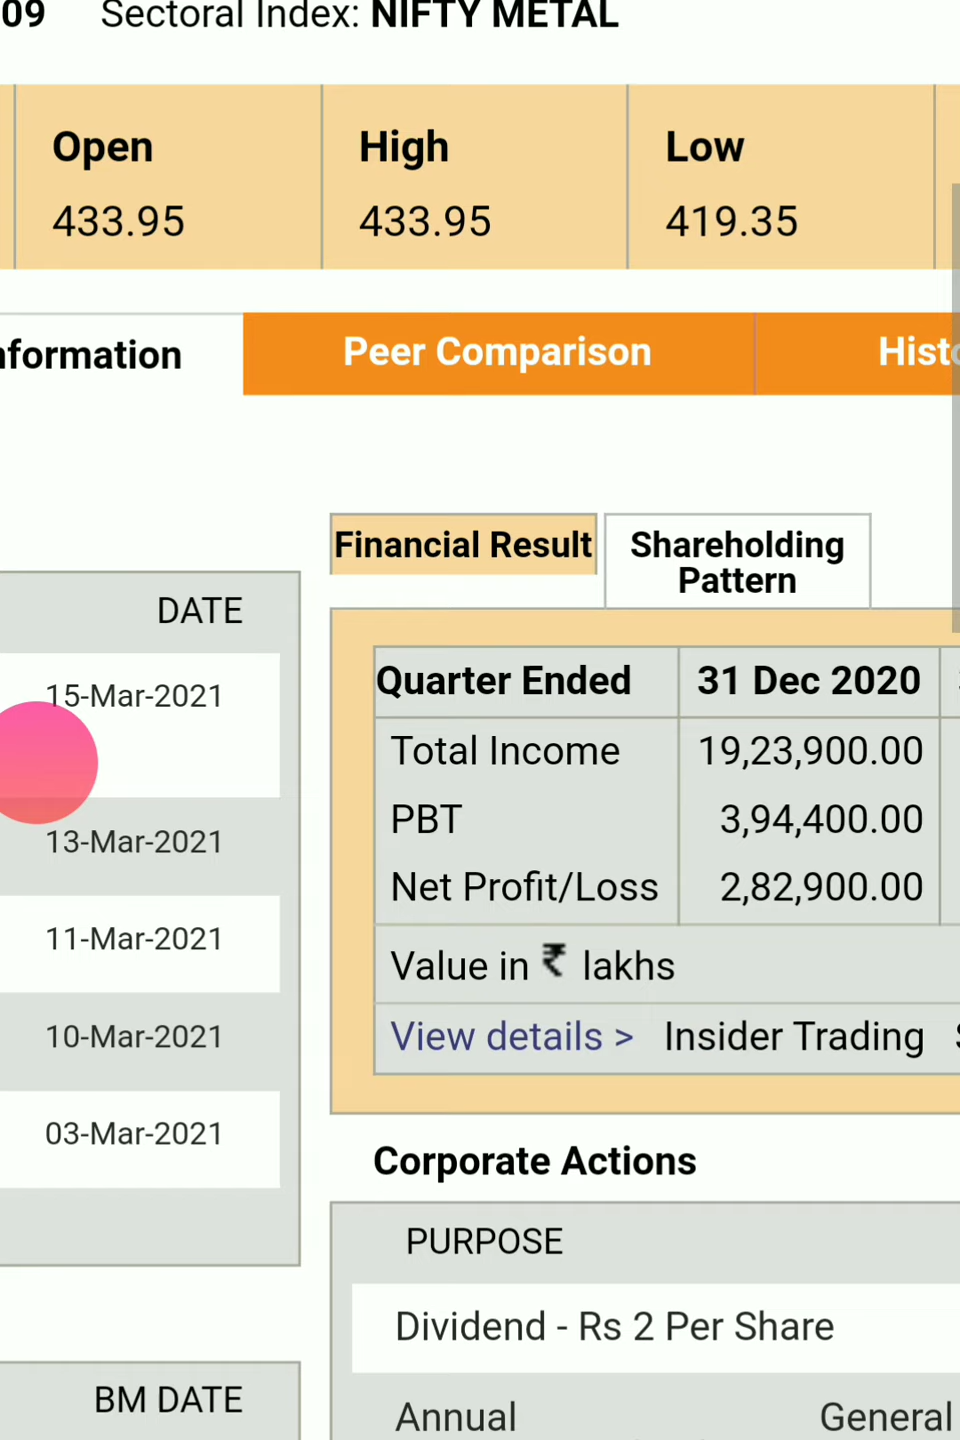 09 Sectoral Index: NIFTY METAL
Open High Low
433.95 433.95 419.35
nformation Peer Comparison Histo
Financial Result Shareholding
Pattern
DATE
15-Mar-2021
13-Mar-2021
11-Mar-2021
10-Mar-2021
03-Mar-2021
BM DATE
Quarter Ended 31 Dec 2020
Total Income 19,23,900.00
PBT 3,94,400.00
Net Profit/Loss 2,82,900.00
Value in ₹ lakhs
View details > Insider Trading
Corporate Actions
PURPOSE
Dividend - Rs 2 Per Share
Annual General